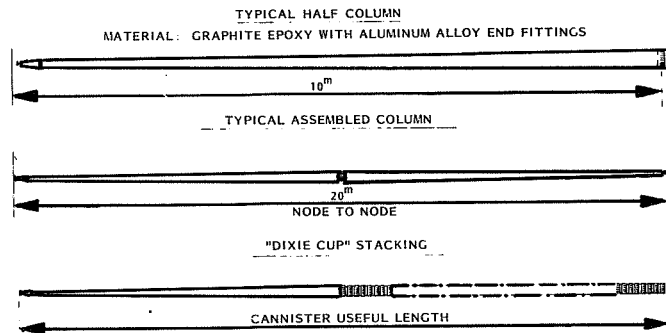 TYPICAL HALF COLUMN
MATERIAL: GRAPHITE EPOXY WITH ALUMINUM ALLOY END FITTINGS
10m
TYPICAL ASSEMBLED COLUMN
20m
NODE TO NODE
"DIXIE CUP" STACKING
CANNISTER USEFUL LENGTH